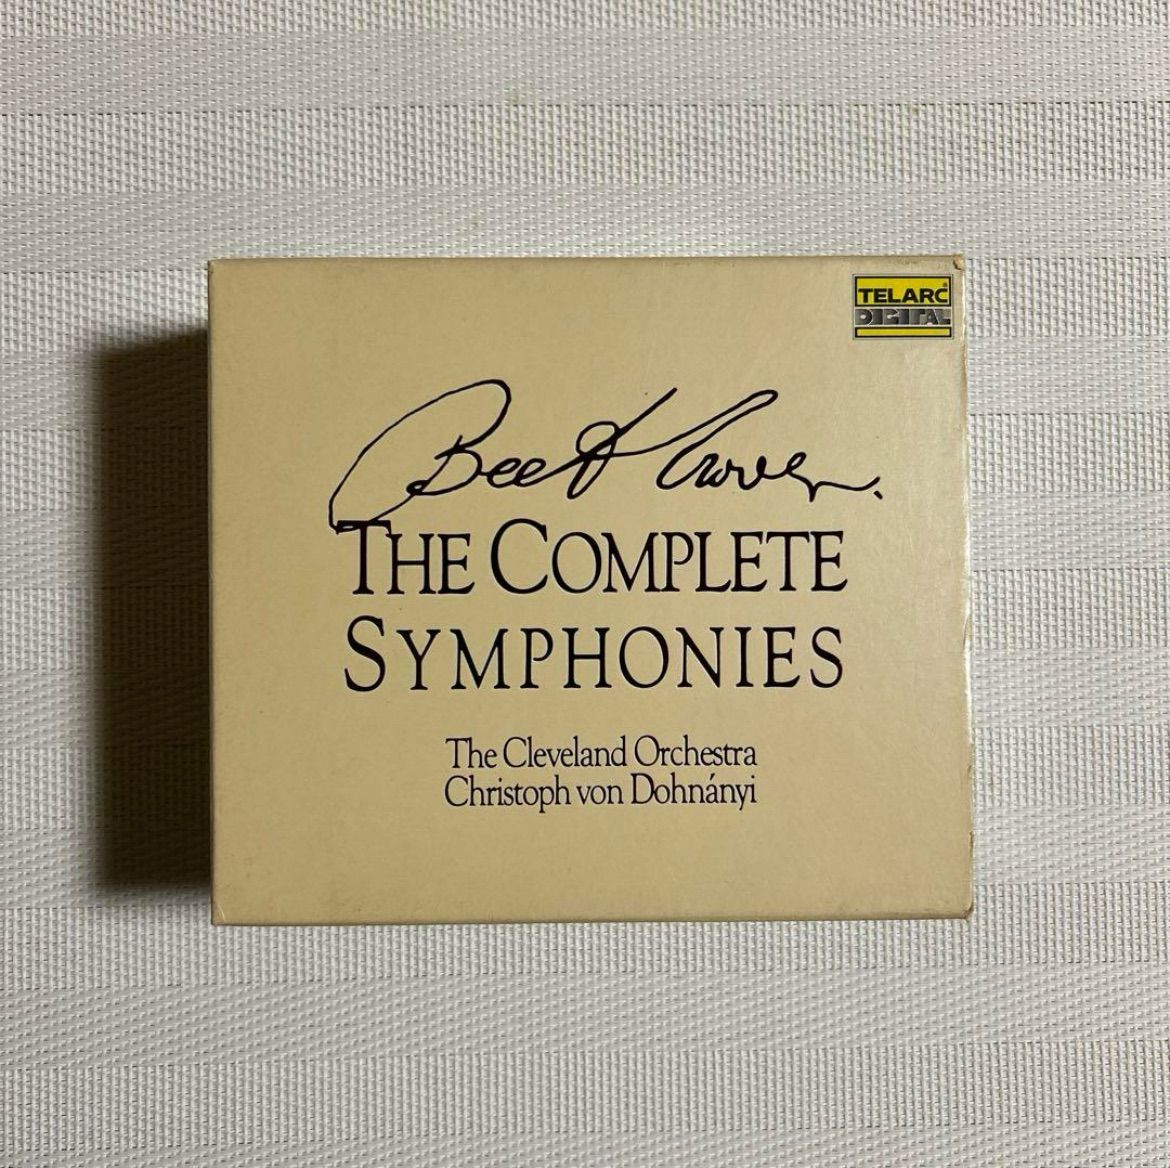 TELARC®
DIGITAL
Beethoven.
THE COMPLETE
SYMPHONIES
The Cleveland Orchestra
Christoph von Dohnányi